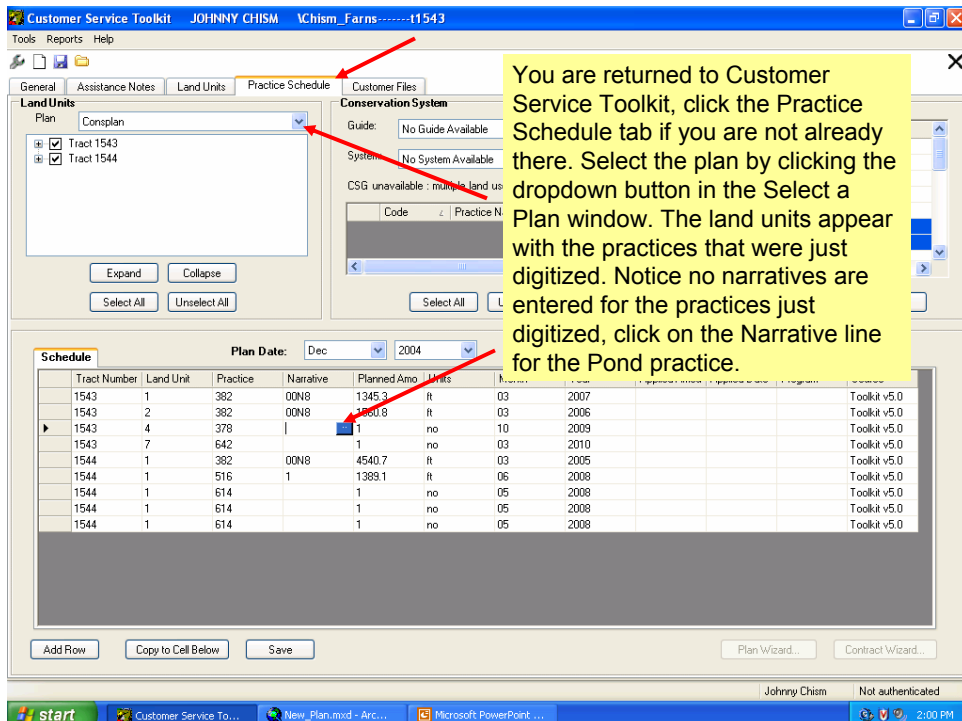 Customer Service Toolkit JOHNNY CHISM \Chism_Farns-------t1543
Tools Reports Help
General Assistance Notes Land Units Practice Schedule Customer Files
Land Units
Plan Consplan
Tract 1543
Tract 1544
Expand Collapse
Select All Unselect All
Conservation System
Guide: No Guide Available
System: No System Available
CSG unavailable : multiple land us
Code Practice N
Select All U
You are returned to Customer
Service Toolkit, click the Practice
Schedule tab if you are not already
there. Select the plan by clicking the
dropdown button in the Select a
Plan window. The land units appear
with the practices that were just
digitized. Notice no narratives are
entered for the practices just
digitized, click on the Narrative line
for the Pond practice.
Schedule Plan Date: Dec 2004
Tract Number Land Unit Practice Narrative Planned Amo Units
1543 1 382 00N8 1345.3 ft 03 2007 Toolkit v5.0
1543 2 382 00N8 ft 03 2006 Toolkit v5.0
1543 4 378 1 no 10 2009 Toolkit v5.0
1543 7 642 1 no 03 2010 Toolkit v5.0
1544 1 382 00N8 4540.7 ft 03 2005 Toolkit v5.0
1544 1 516 1 1389.1 ft 06 2008 Toolkit v5.0
1544 1 614 1 no 05 2008 Toolkit v5.0
1544 1 614 1 no 05 2008 Toolkit v5.0
1544 1 614 1 no 05 2008 Toolkit v5.0
Add Row Copy to Cell Below Save Plan Wizard... Contract Wizard...
Johnny Chism Not authenticated
start Customer Service To... New_Plan.mxd - Arc... Microsoft PowerPoint ... 2:00 PM